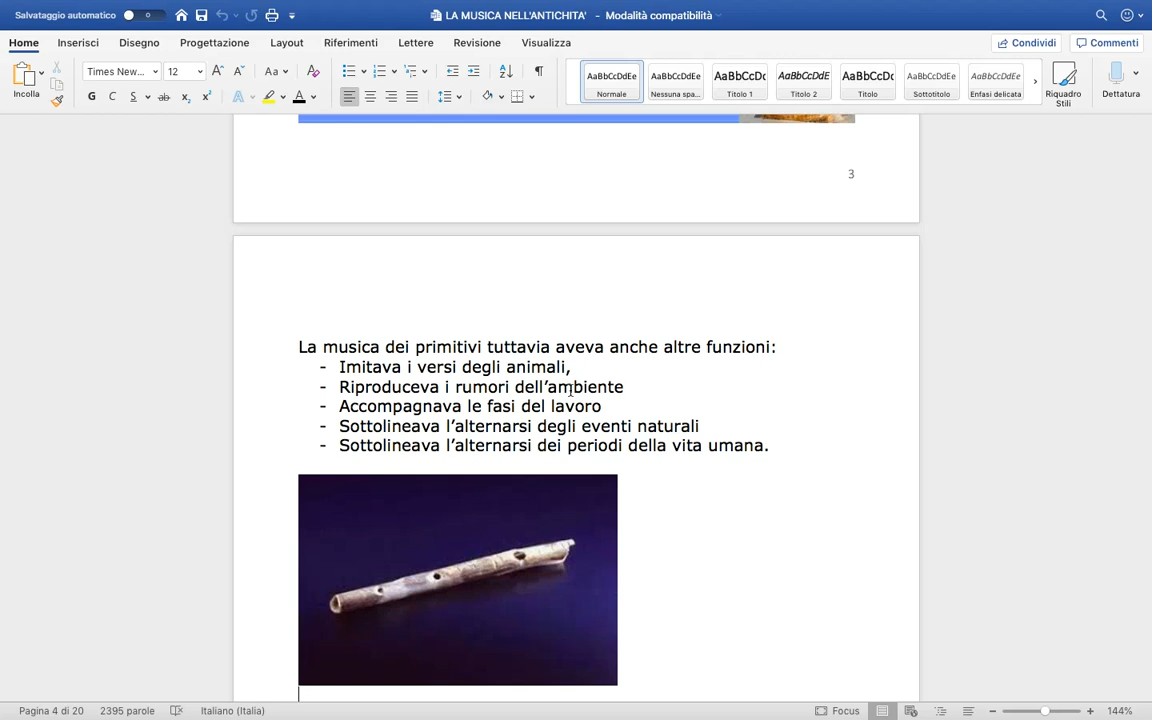 Salvataggio automatico
LA MUSICA NELL'ANTICHITA' - Modalità compatibilità
Home Inserisci Disegno Progettazione Layout Riferimenti Lettere Revisione Visualizza Condividi Commenti
Incolla
Times New... 12
Aa
G C S ab x₂ x²
A A
AaBbCcDdEe Normale
AaBbCcDdEe Nessuna spa...
AaBbCcDc Titolo 1
AaBbCcDdE Titolo 2
AaBbCcDc Titolo
AaBbCcDdEe Sottotitolo
AaBbCcDdEe Enfasi delicata
Riquadro Stili
Dettatura
3
La musica dei primitivi tuttavia aveva anche altre funzioni:
- Imitava i versi degli animali,
- Riproduceva i rumori dell’ambiente
- Accompagnava le fasi del lavoro
- Sottolineava l’alternarsi degli eventi naturali
- Sottolineava l’alternarsi dei periodi della vita umana.
Pagina 4 di 20 2395 parole Italiano (Italia) Focus 144%